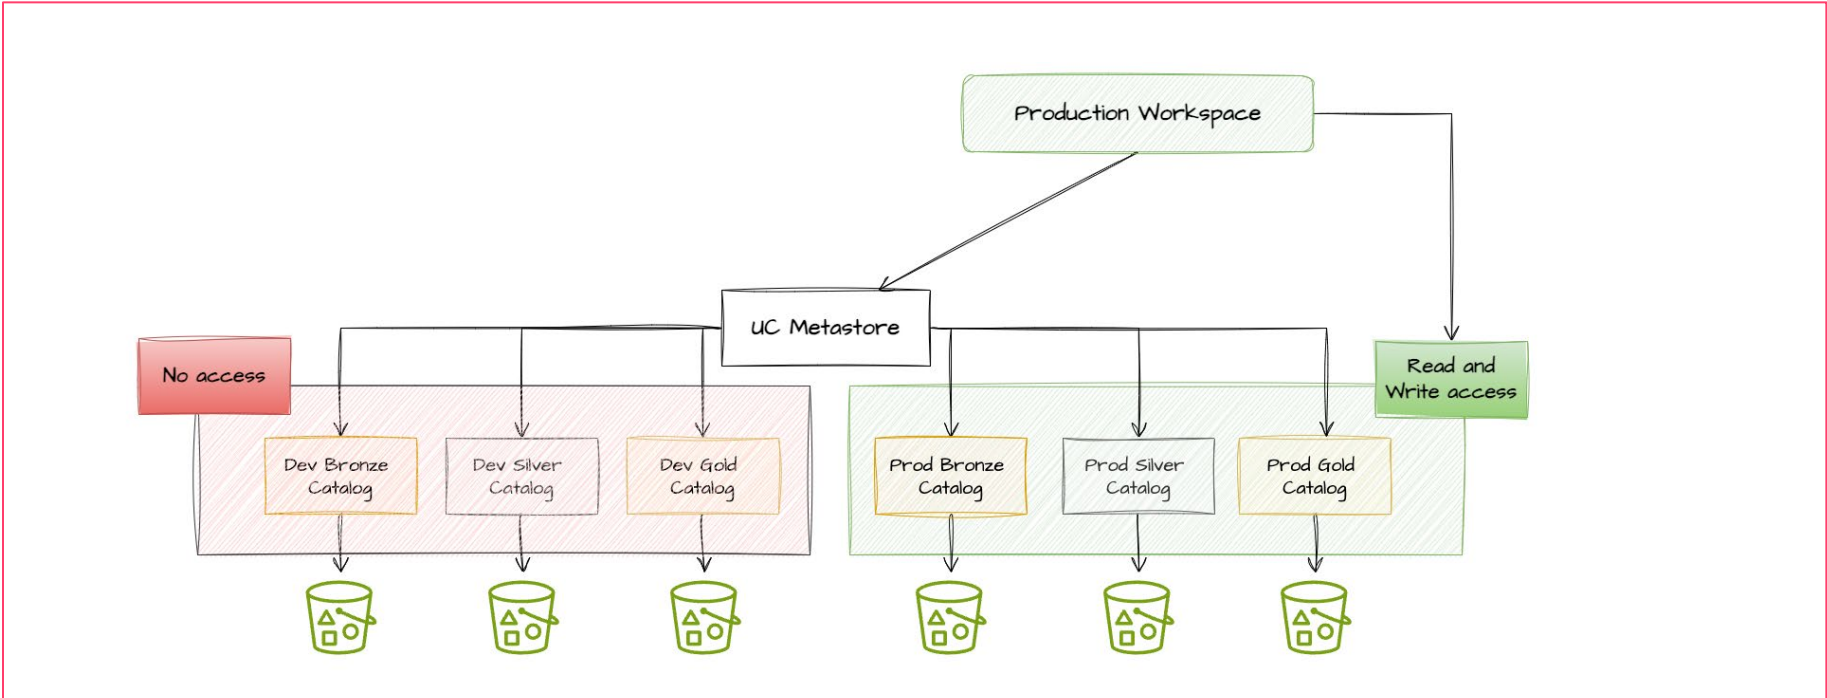 Production Workspace
UC Metastore
No access
Read and
Write access
Dev Bronze
Catalog
Dev Silver
Catalog
Dev Gold
Catalog
Prod Bronze
Catalog
Prod Silver
Catalog
Prod Gold
Catalog